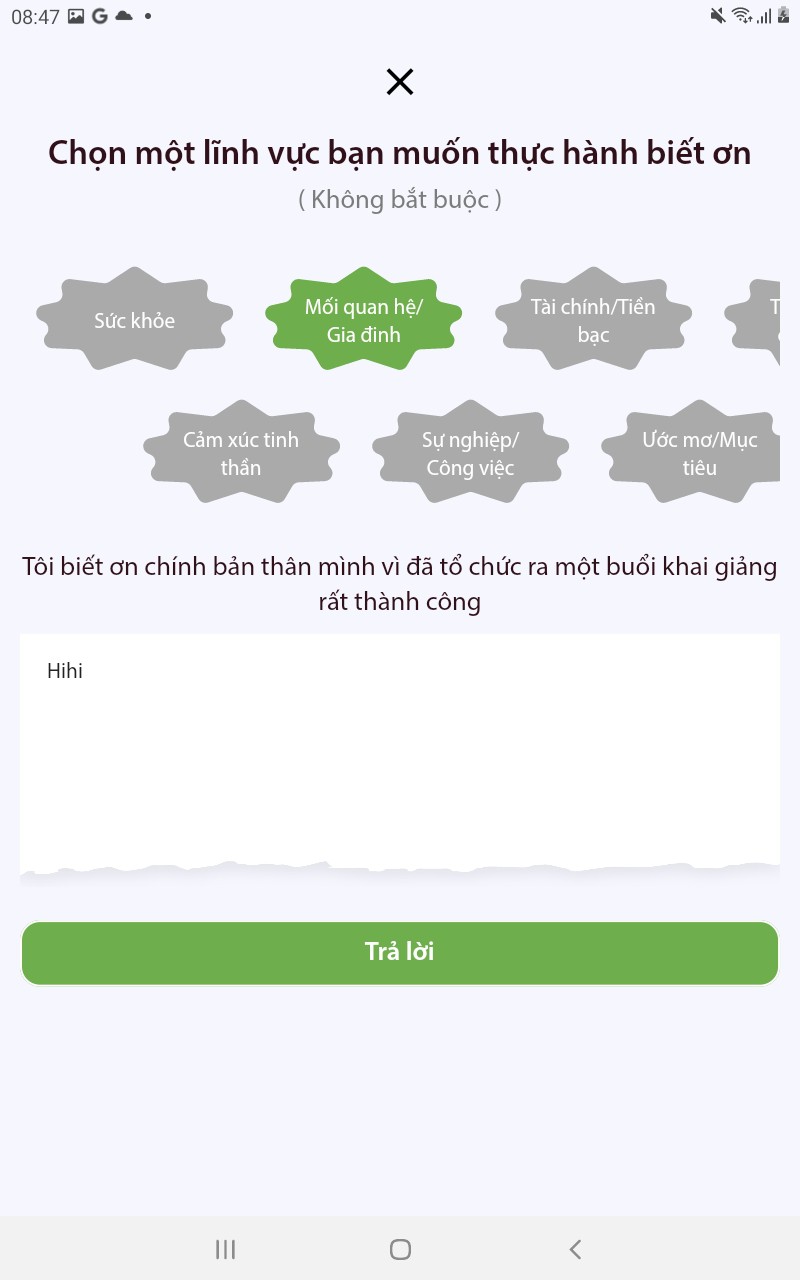 08:47
Chọn một lĩnh vực bạn muốn thực hành biết ơn
( Không bắt buộc )
Sức khỏe
Mối quan hệ/
Gia đình
Tài chính/Tiền
bạc
Cảm xúc tinh
thần
Sự nghiệp/
Công việc
Ước mơ/Mục
tiêu
Tôi biết ơn chính bản thân mình vì đã tổ chức ra một buổi khai giảng
rất thành công
Hihi
Trả lời